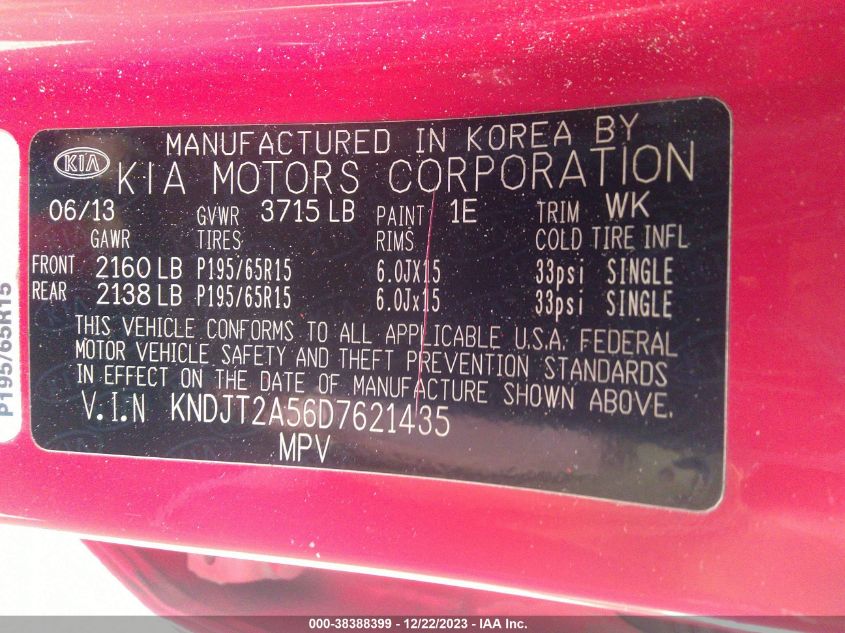 MANUFACTURED IN KOREA BY
KIA KIA MOTORS CORPORATION
06/13 GVWR 3715 LB PAINT 1E TRIM WK
GAWR TIRES RIMS COLD TIRE INFL
FRONT 2160 LB P195/65R15 6.0JX15 33psi SINGLE
REAR 2138 LB P195/65R15 6.0Jx15 33psi SINGLE
THIS VEHICLE CONFORMS TO ALL APPLICABLE U.S.A. FEDERAL
MOTOR VEHICLE SAFETY AND THEFT PREVENTION STANDARDS
IN EFFECT ON THE DATE OF MANUFACTURE SHOWN ABOVE.
V.I.N KNDJT2A56D7621435
MPV
P195/65R15
000-38388399 - 12/22/2023 - IAA Inc.